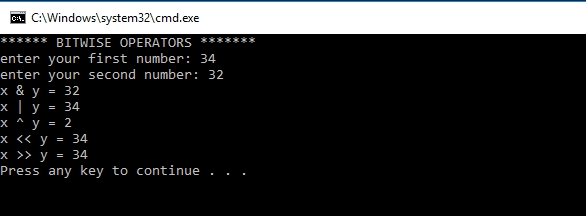 C:\Windows\system32\cmd.exe
****** BITWISE OPERATORS *******
enter your first number: 34
enter your second number: 32
x & y = 32
x | y = 34
x ^ y = 2
x << y = 34
x >> y = 34
Press any key to continue . . .